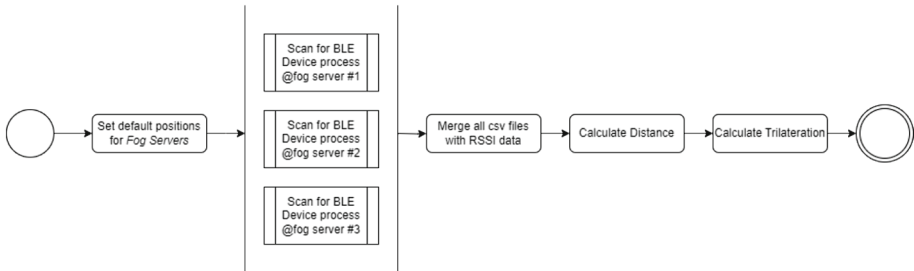 Set default positions
for Fog Servers
Scan for BLE
Device process
@fog server #1
Scan for BLE
Device process
@fog server #2
Scan for BLE
Device process
@fog server #3
Merge all csv files
with RSSI data
Calculate Distance
Calculate Trilateration